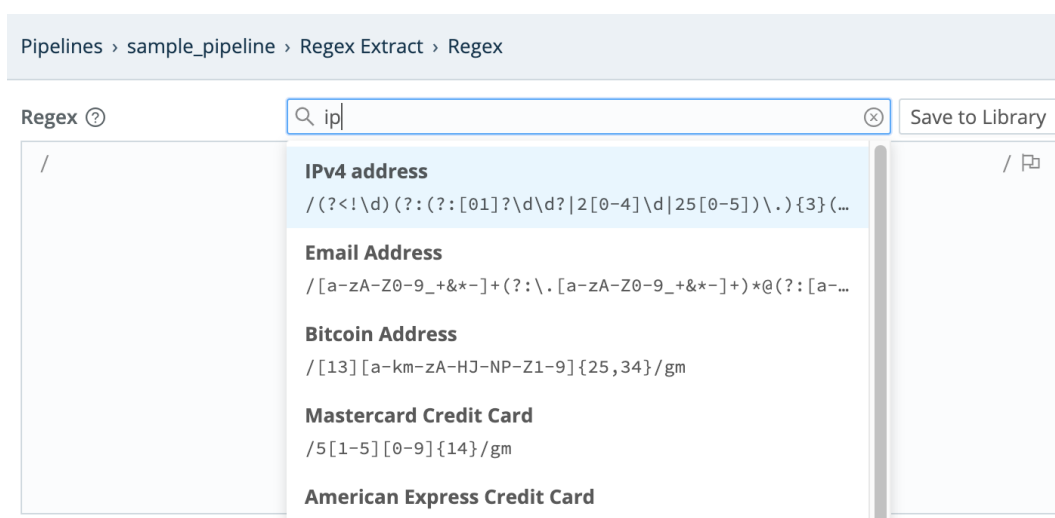 Pipelines › sample_pipeline › Regex Extract › Regex
Regex ?
ip
Save to Library
/
/
IPv4 address
/(?<!\d)(?:(?:[01]?\d\d?|2[0-4]\d|25[0-5])\.){3}(…
Email Address
/[a-zA-Z0-9_+&*-]+(?:\.[a-zA-Z0-9_+&*-]+)*@(?:[a-…
Bitcoin Address
/[13][a-km-zA-HJ-NP-Z1-9]{25,34}/gm
Mastercard Credit Card
/5[1-5][0-9]{14}/gm
American Express Credit Card